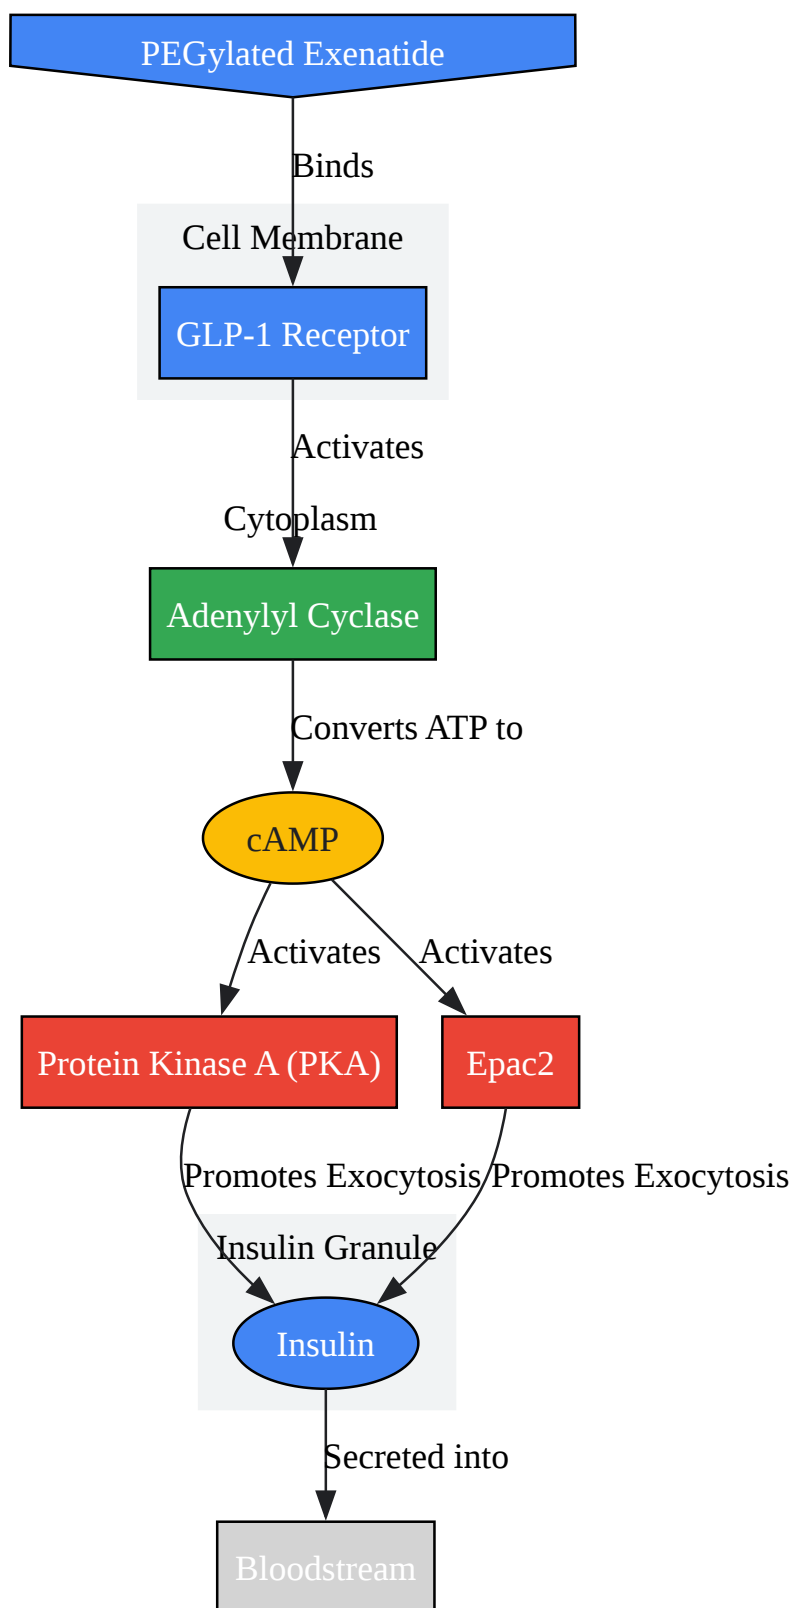 PEGylated Exenatide
Binds
Cell Membrane
GLP-1 Receptor
Activates
Cytoplasm
Adenylyl Cyclase
Converts ATP to
cAMP
Activates
Activates
Protein Kinase A (PKA)
Epac2
Promotes Exocytosis
Promotes Exocytosis
Insulin Granule
Insulin
Secreted into
Bloodstream